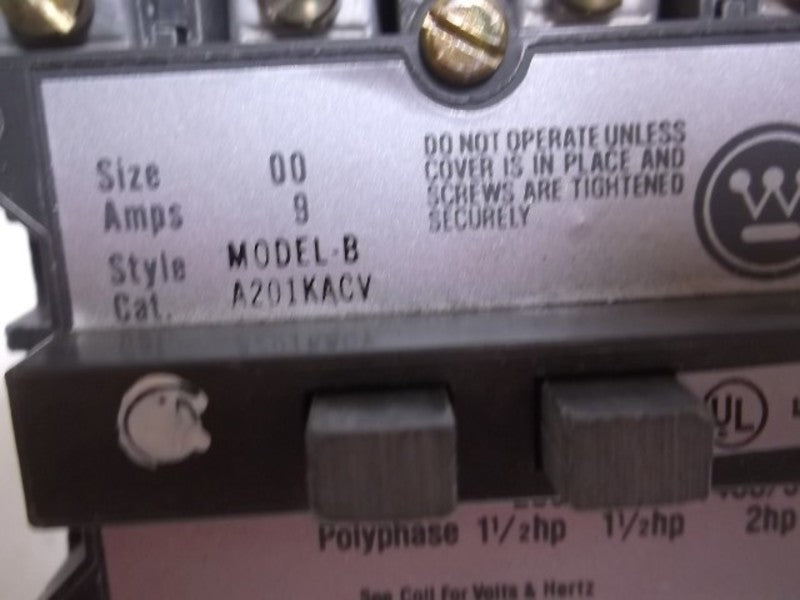 Size 00
Amps 9
Style MODEL-B
Cat. A201KACV
DO NOT OPERATE UNLESS
COVER IS IN PLACE AND
SCREWS ARE TIGHTENED
SECURELY
W
UL
Polyphase 1½hp 1½hp 2hp
See Coil for Volts & Hertz